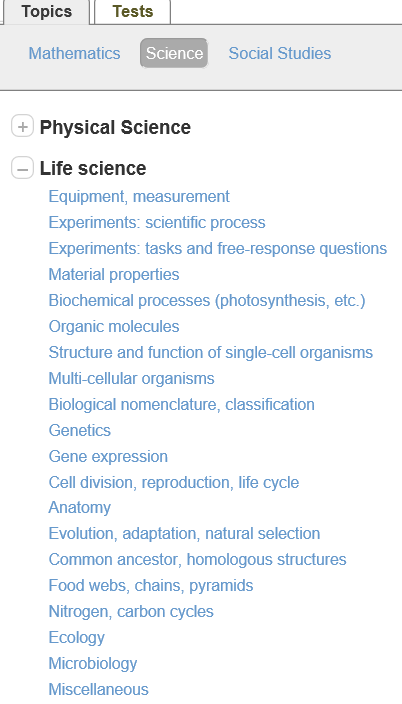 Topics Tests
Mathematics Science Social Studies
+ Physical Science
− Life science
Equipment, measurement
Experiments: scientific process
Experiments: tasks and free-response questions
Material properties
Biochemical processes (photosynthesis, etc.)
Organic molecules
Structure and function of single-cell organisms
Multi-cellular organisms
Biological nomenclature, classification
Genetics
Gene expression
Cell division, reproduction, life cycle
Anatomy
Evolution, adaptation, natural selection
Common ancestor, homologous structures
Food webs, chains, pyramids
Nitrogen, carbon cycles
Ecology
Microbiology
Miscellaneous